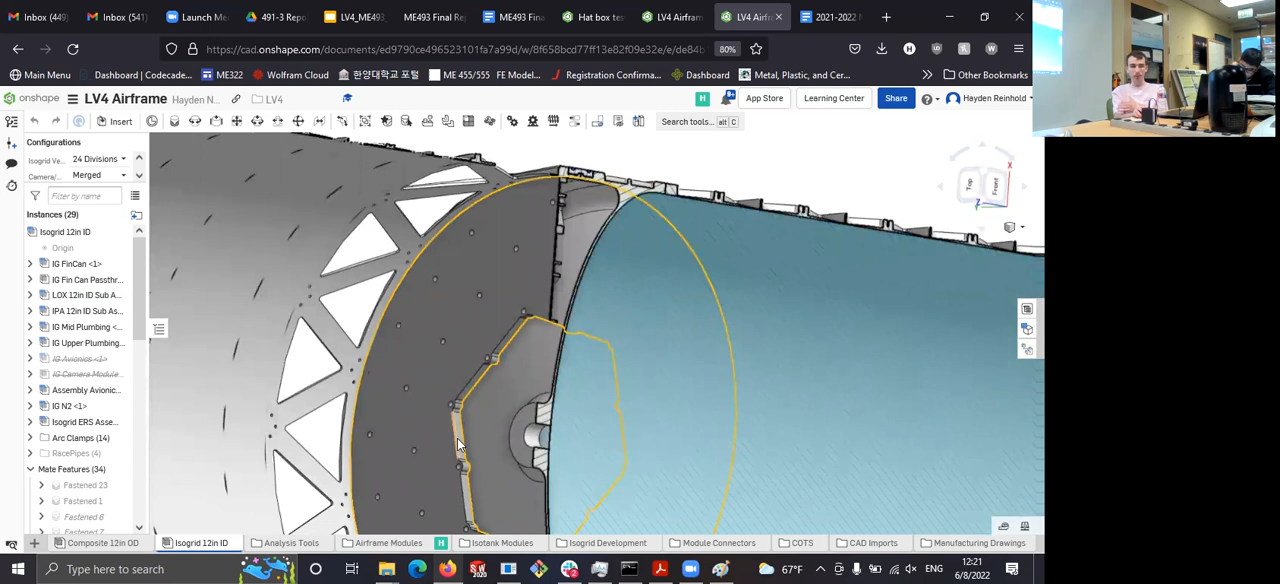 Inbox (449)
Inbox (541)
Launch Me
491-3 Repo
LV4_ME493_
ME493 Final Re
ME493 Fina
Hat box tes
LV4 Airfram
LV4 Airfr
2021-2022 M
https://cad.onshape.com/documents/ed9790ce496523101fa7a99d/w/8f658bcd77ff13e82f09e32e/e/de84b
80%
Main Menu
Dashboard | Codecade...
ME322
Wolfram Cloud
한양대학교 포털
ME 455/555
FE Model...
Registration Confirma...
Dashboard
Metal, Plastic, and Cer...
Other Bookmarks
onshape
LV4 Airframe
Hayden N...
LV4
App Store
Learning Center
Share
Hayden Reinhold
Insert
Search tools...
alt
C
Configurations
Isogrid Ve...
24 Divisions
Camera/...
Merged
Filter by name
Instances (29)
Isogrid 12in ID
Origin
IG FinCan <1>
IG Fin Can Passthr...
LOX 12in ID Sub A...
IPA 12in ID Sub As...
IG Mid Plumbing <...
IG Upper Plumbing...
IG Avionics <1>
IG Camera Module...
Assembly Avionic...
IG N2 <1>
Isogrid ERS Asse...
Arc Clamps (14)
RacePipes (4)
Mate Features (34)
Fastened 23
Fastened 1
Fastened 6
Fastened 7
Top
Front
X
Z
Composite 12in OD
Isogrid 12in ID
Analysis Tools
Airframe Modules
H
Isotank Modules
Isogrid Development
Module Connectors
COTS
CAD Imports
Manufacturing Drawings
Type here to search
67°F
ENG
12:21
6/8/2022